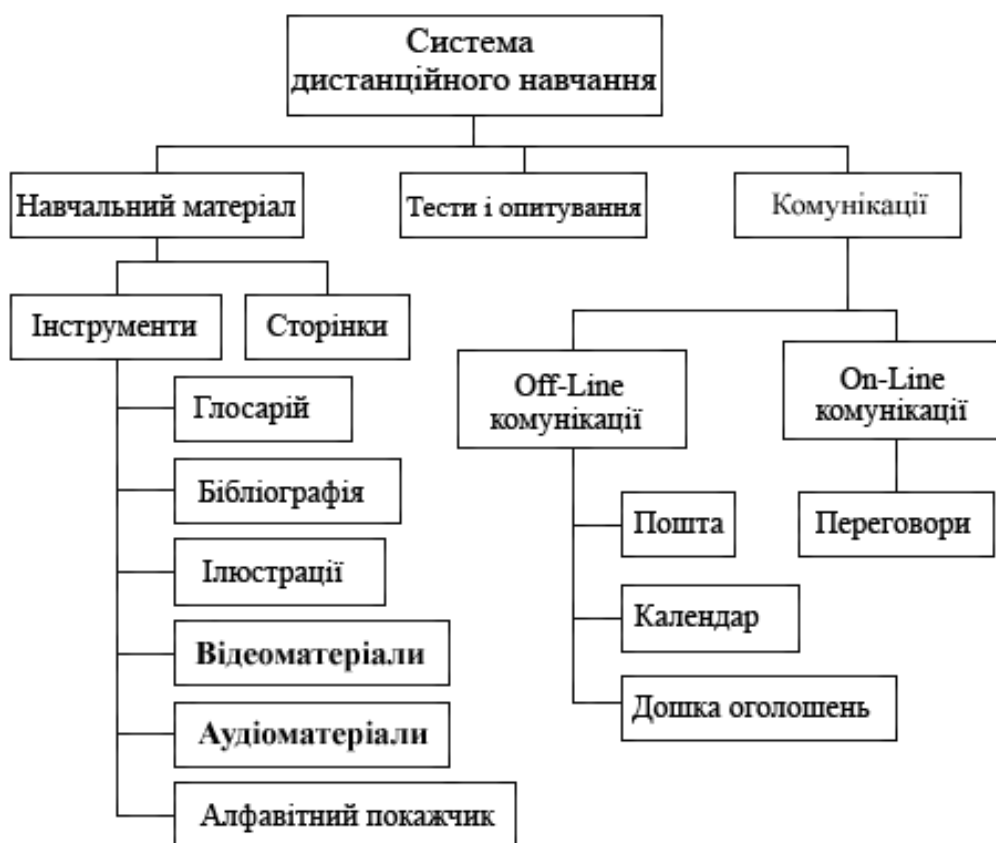 Система
дистанційного навчання
Навчальний матеріал
Тести і опитування
Комунікації
Інструменти
Сторінки
Off-Line
комунікації
On-Line
комунікації
Глосарій
Бібліографія
Ілюстрації
Відеоматеріали
Аудіоматеріали
Алфавітний покажчик
Пошта
Календар
Дошка оголошень
Переговори